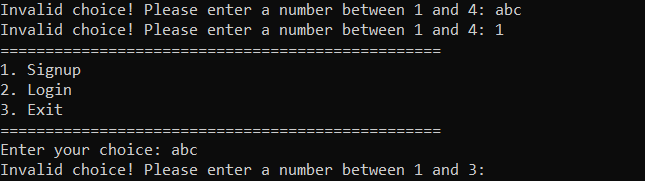 Invalid choice! Please enter a number between 1 and 4: abc
Invalid choice! Please enter a number between 1 and 4: 1
=================================================
1. Signup
2. Login
3. Exit
=================================================
Enter your choice: abc
Invalid choice! Please enter a number between 1 and 3: